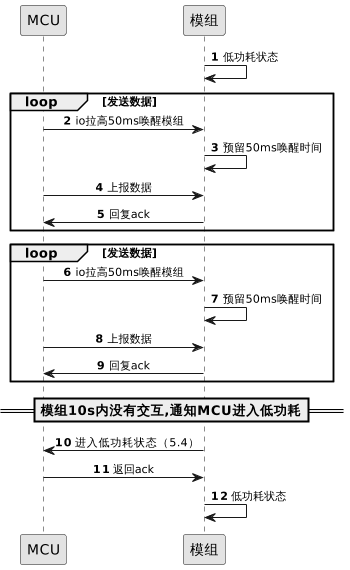 MCU 模组
1 低功耗状态
loop [发送数据]
2 io拉高50ms唤醒模组
3 预留50ms唤醒时间
4 上报数据
5 回复ack
loop [发送数据]
6 io拉高50ms唤醒模组
7 预留50ms唤醒时间
8 上报数据
9 回复ack
模组10s内没有交互,通知MCU进入低功耗
10 进入低功耗状态（5.4）
11 返回ack
12 低功耗状态
MCU 模组